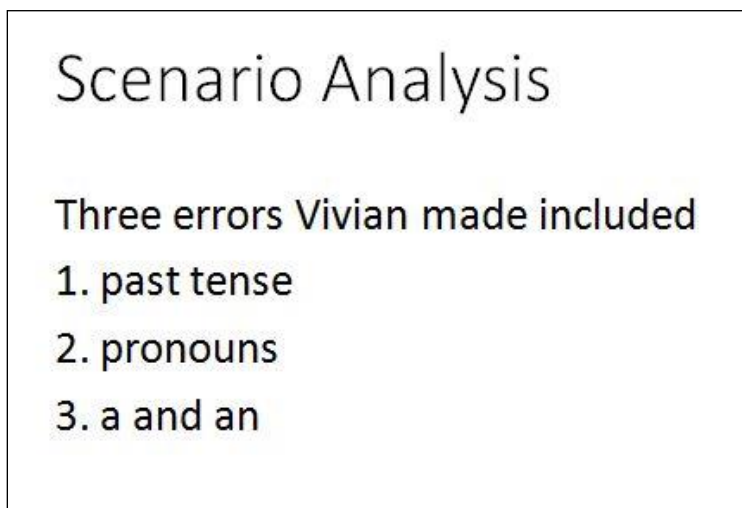 Scenario Analysis
Three errors Vivian made included
1. past tense
2. pronouns
3. a and an